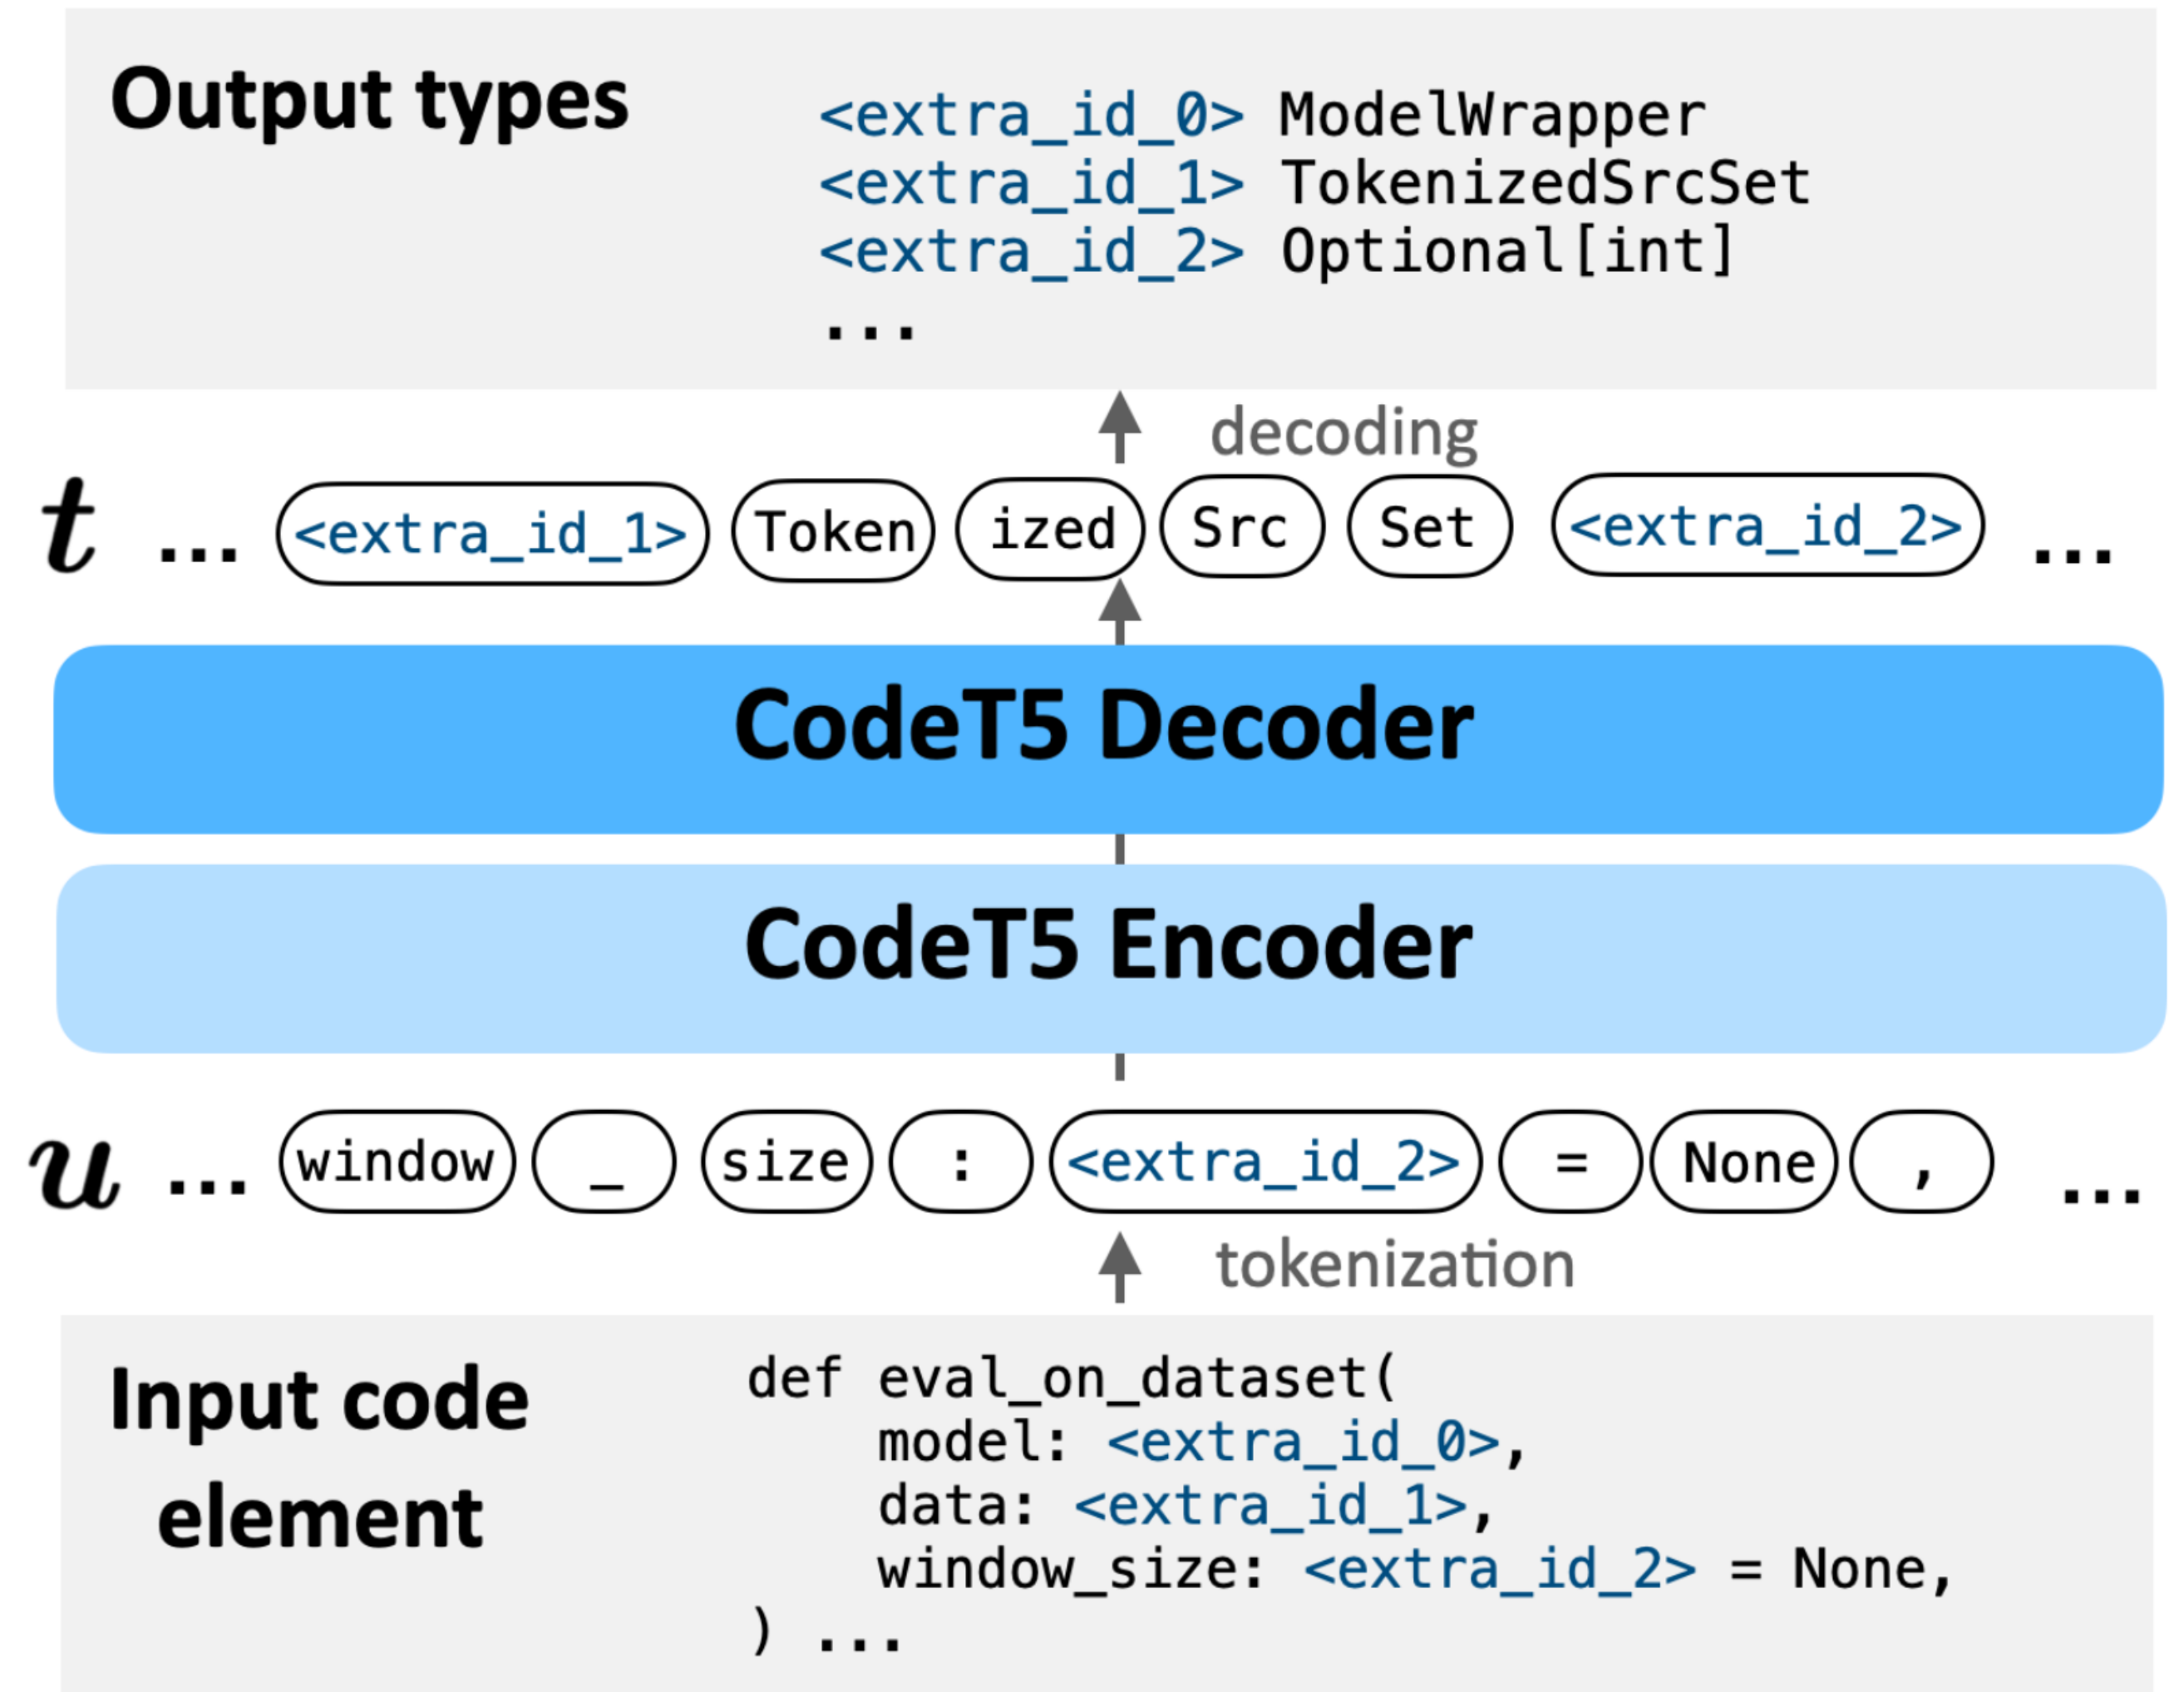 Output types
<extra_id_0> ModelWrapper
<extra_id_1> TokenizedSrcSet
<extra_id_2> Optional[int]
...
decoding
t ... <extra_id_1> Token ized Src Set <extra_id_2> ...
CodeT5 Decoder
CodeT5 Encoder
u ... window _ size : <extra_id_2> = None , ...
tokenization
Input code
element
def eval_on_dataset(
    model: <extra_id_0>,
    data: <extra_id_1>,
    window_size: <extra_id_2> = None,
) ...